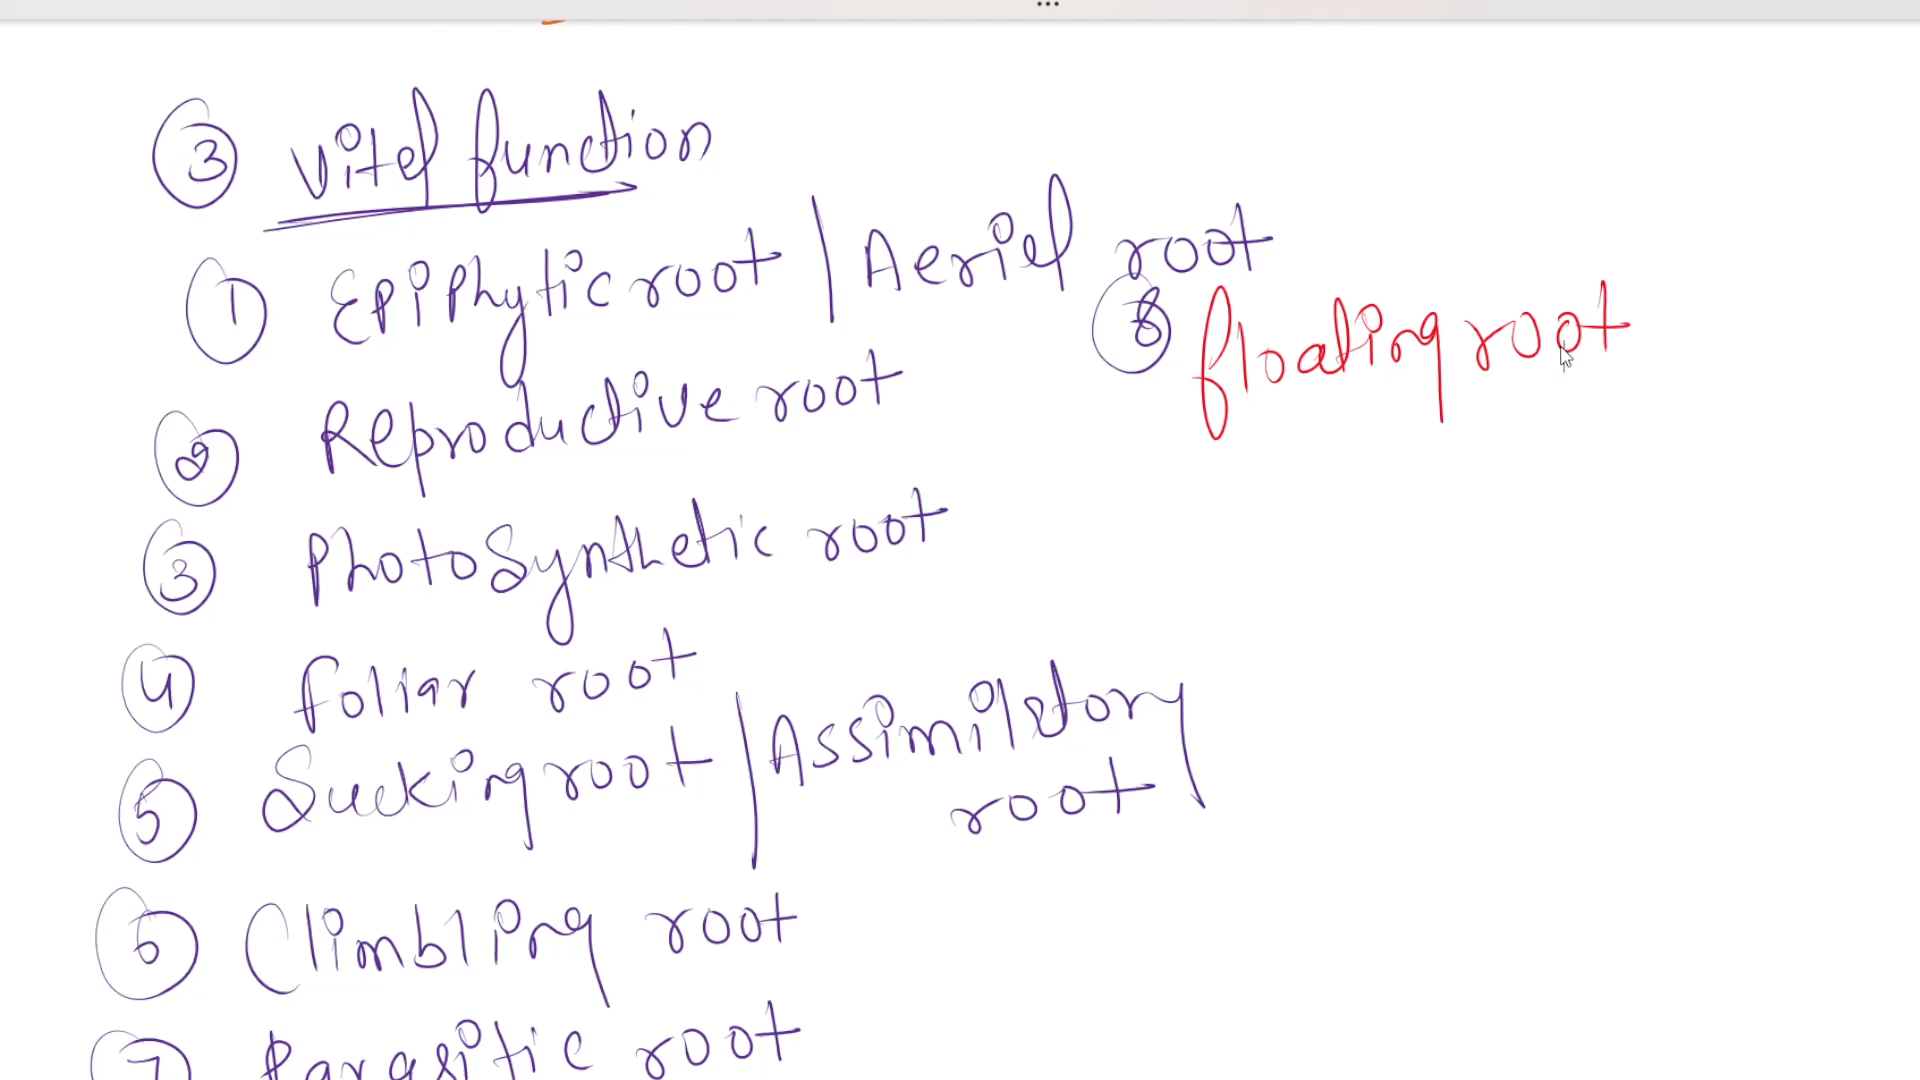 ③ Vital function
① Epiphytic root | Aerial root
② Reproductive root
③ Photosynthetic root
④ foliar root
⑤ Sucking root | Assimilatory
root
⑥ Climbling root
⑦ Parasitic root
⑧ floating root